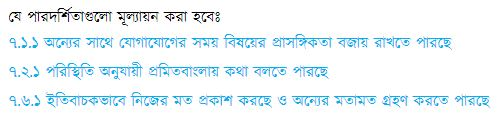 যে পারদর্শিতাগুলো মূল্যায়ন করা হবেঃ
৭.১.১ অন্যের সাথে যোগাযোগের সময় বিষয়ের প্রাসঙ্গিকতা বজায় রাখতে পারছে
৭.২.১ পরিস্থিতি অনুযায়ী প্রমিতবাংলায় কথা বলতে পারছে
৭.৬.১ ইতিবাচকভাবে নিজের মত প্রকাশ করছে ও অন্যের মতামত গ্রহণ করতে পারছে